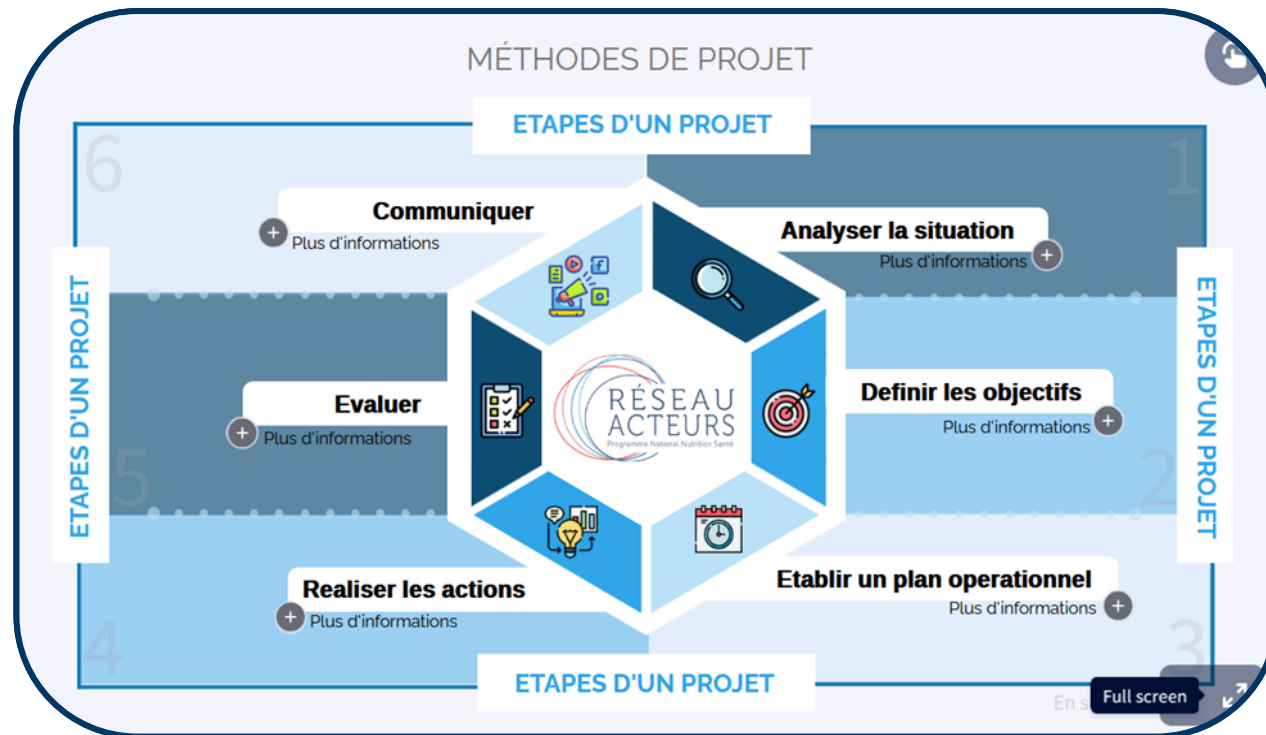 MÉTHODES DE PROJET
ETAPES D'UN PROJET
6
1
Communiquer
Plus d'informations
Analyser la situation
Plus d'informations
ETAPES D'UN PROJET
ETAPES D'UN PROJET
Evaluer
Plus d'informations
5
RÉSEAU
ACTEURS
Programme National Nutrition Santé
Definir les objectifs
Plus d'informations
2
Realiser les actions
Plus d'informations
4
Etablir un plan operationnel
Plus d'informations
3
ETAPES D'UN PROJET
En
Full screen